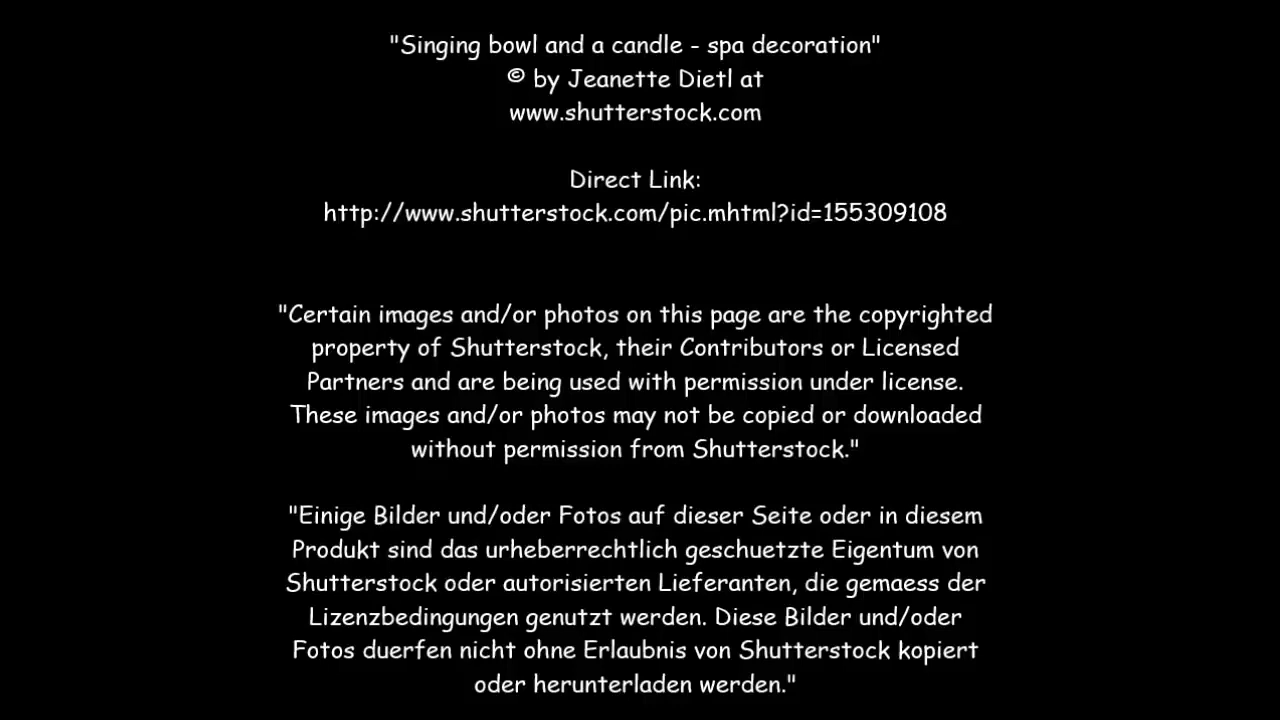 "Singing bowl and a candle - spa decoration"
© by Jeanette Dietl at
www.shutterstock.com
Direct Link:
http://www.shutterstock.com/pic.mhtml?id=155309108
"Certain images and/or photos on this page are the copyrighted
property of Shutterstock, their Contributors or Licensed
Partners and are being used with permission under license.
These images and/or photos may not be copied or downloaded
without permission from Shutterstock."
"Einige Bilder und/oder Fotos auf dieser Seite oder in diesem
Produkt sind das urheberrechtlich geschuetzte Eigentum von
Shutterstock oder autorisierten Lieferanten, die gemaess der
Lizenzbedingungen genutzt werden. Diese Bilder und/oder
Fotos duerfen nicht ohne Erlaubnis von Shutterstock kopiert
oder herunterladen werden."